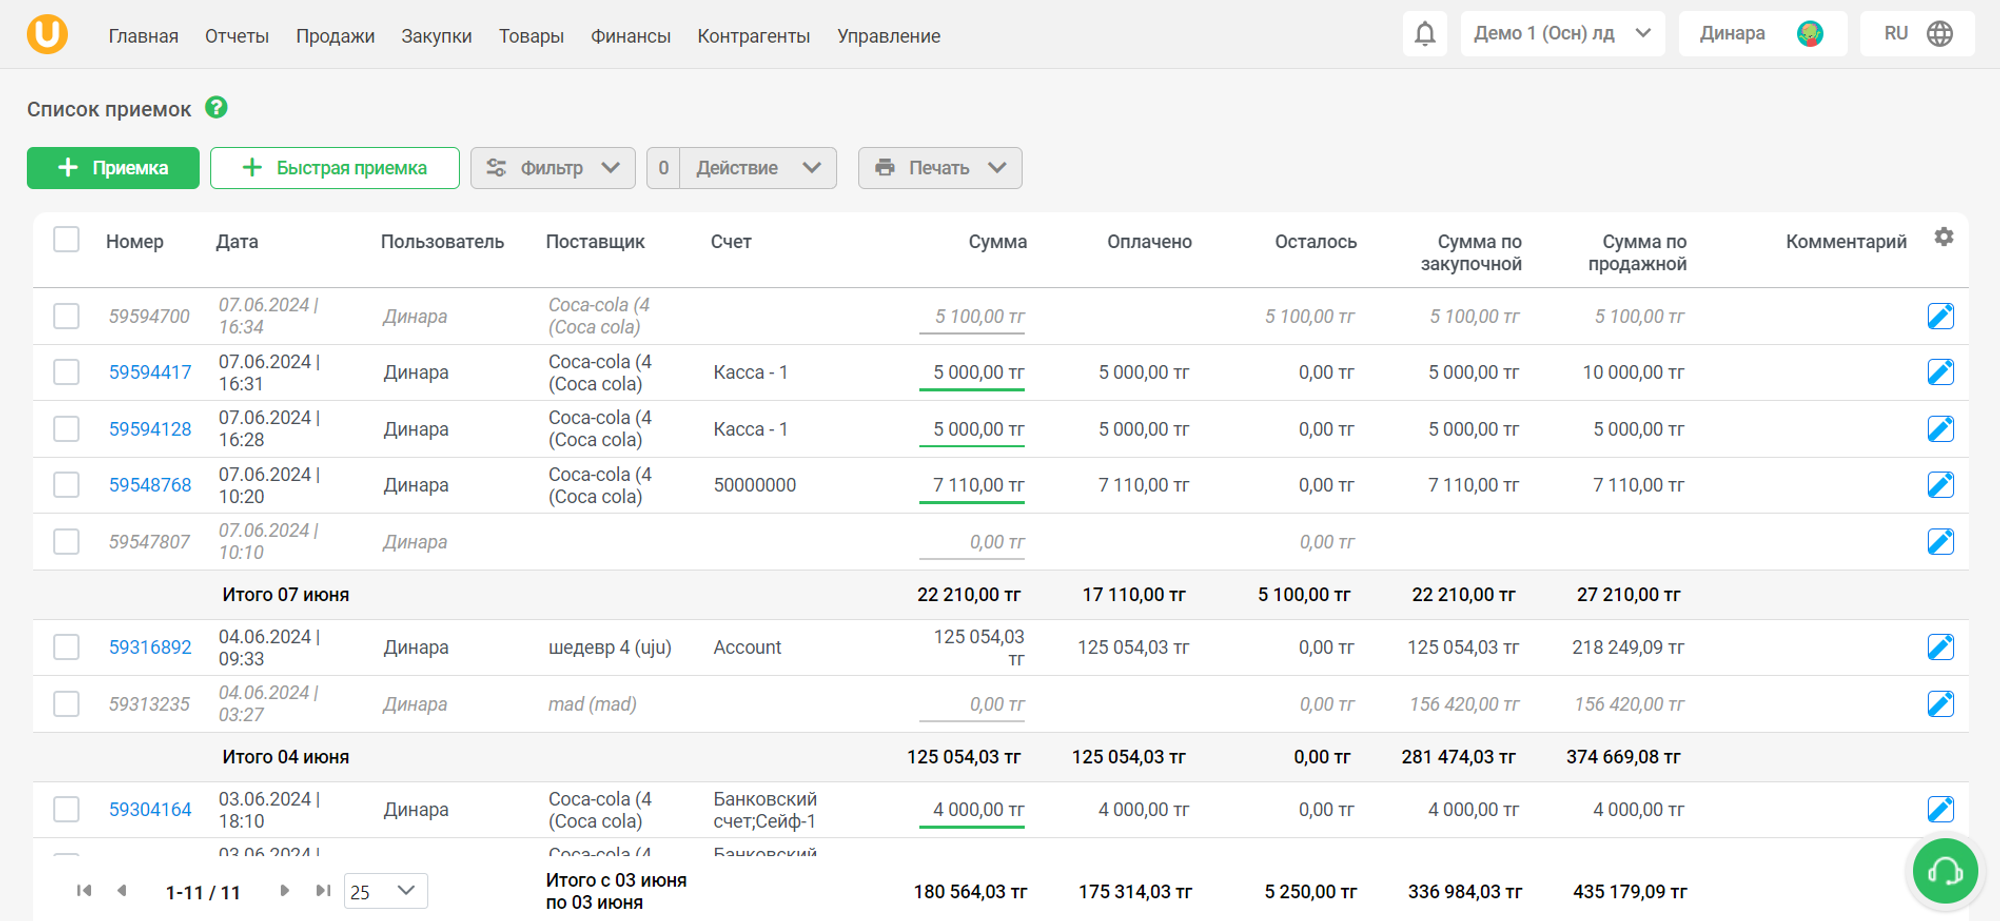 U Главная Отчеты Продажи Закупки Товары Финансы Контрагенты Управление Демо 1 (Осн) лд Динара RU
Список приемок ?
+ Приемка + Быстрая приемка Фильтр 0 Действие Печать
Номер Дата Пользователь Поставщик Счет Сумма Оплачено Осталось Сумма по закупочной Сумма по продажной Комментарий
59594700 07.06.2024 | 16:34 Динара Coca-cola (4 (Coca cola) 5 100,00 тг 5 100,00 тг 5 100,00 тг 5 100,00 тг
59594417 07.06.2024 | 16:31 Динара Coca-cola (4 (Coca cola) Касса - 1 5 000,00 тг 5 000,00 тг 0,00 тг 5 000,00 тг 10 000,00 тг
59594128 07.06.2024 | 16:28 Динара Coca-cola (4 (Coca cola) Касса - 1 5 000,00 тг 5 000,00 тг 0,00 тг 5 000,00 тг 5 000,00 тг
59548768 07.06.2024 | 10:20 Динара Coca-cola (4 (Coca cola) 50000000 7 110,00 тг 7 110,00 тг 0,00 тг 7 110,00 тг 7 110,00 тг
59547807 07.06.2024 | 10:10 Динара 0,00 тг 0,00 тг
Итого 07 июня 22 210,00 тг 17 110,00 тг 5 100,00 тг 22 210,00 тг 27 210,00 тг
59316892 04.06.2024 | 09:33 Динара шедевр 4 (uju) Account 125 054,03 тг 125 054,03 тг 0,00 тг 125 054,03 тг 218 249,09 тг
59313235 04.06.2024 | 03:27 Динара mad (mad) 0,00 тг 0,00 тг 156 420,00 тг 156 420,00 тг
Итого 04 июня 125 054,03 тг 125 054,03 тг 0,00 тг 281 474,03 тг 374 669,08 тг
59304164 03.06.2024 | 18:10 Динара Coca-cola (4 (Coca cola) Банковский счет;Сейф-1 4 000,00 тг 4 000,00 тг 0,00 тг 4 000,00 тг 4 000,00 тг
03.06.2024 | Coca-cola (4 Банковский
1-11 / 11 25 Итого с 03 июня по 03 июня 180 564,03 тг 175 314,03 тг 5 250,00 тг 336 984,03 тг 435 179,09 тг